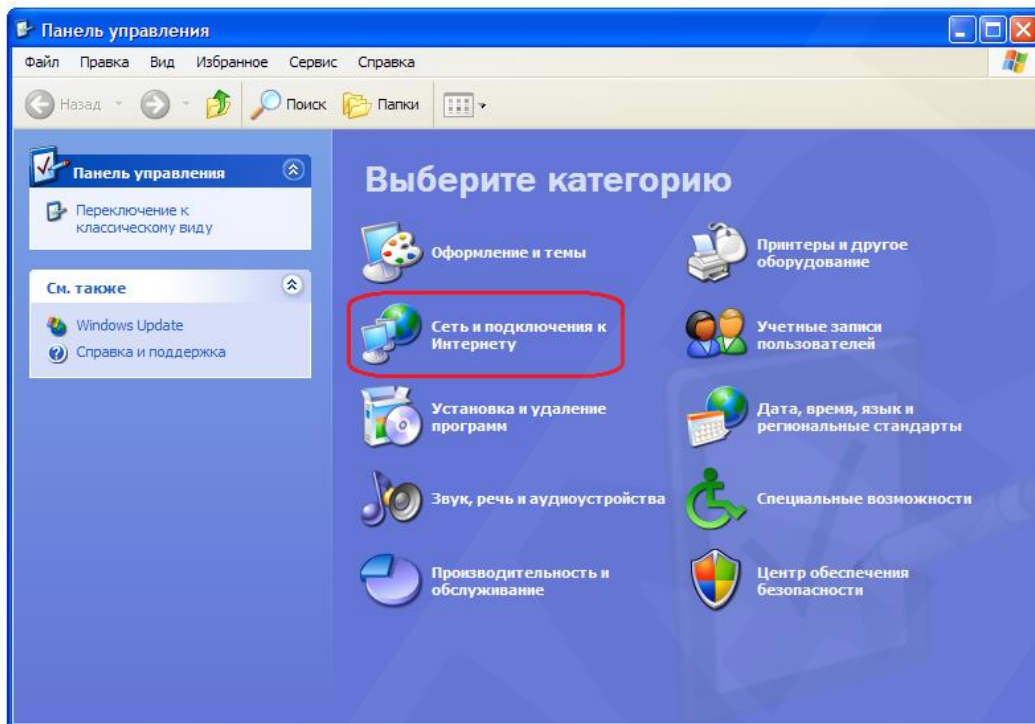 Панель управления
Файл Правка Вид Избранное Сервис Справка
Назад Поиск Папки
Панель управления
Переключение к
классическому виду
См. также
Windows Update
Справка и поддержка
Выберите категорию
Оформление и темы
Принтеры и другое
оборудование
Сеть и подключения к
Интернету
Учетные записи
пользователей
Установка и удаление
программ
Дата, время, язык и
региональные стандарты
Звук, речь и аудиоустройства
Специальные возможности
Производительность и
обслуживание
Центр обеспечения
безопасности